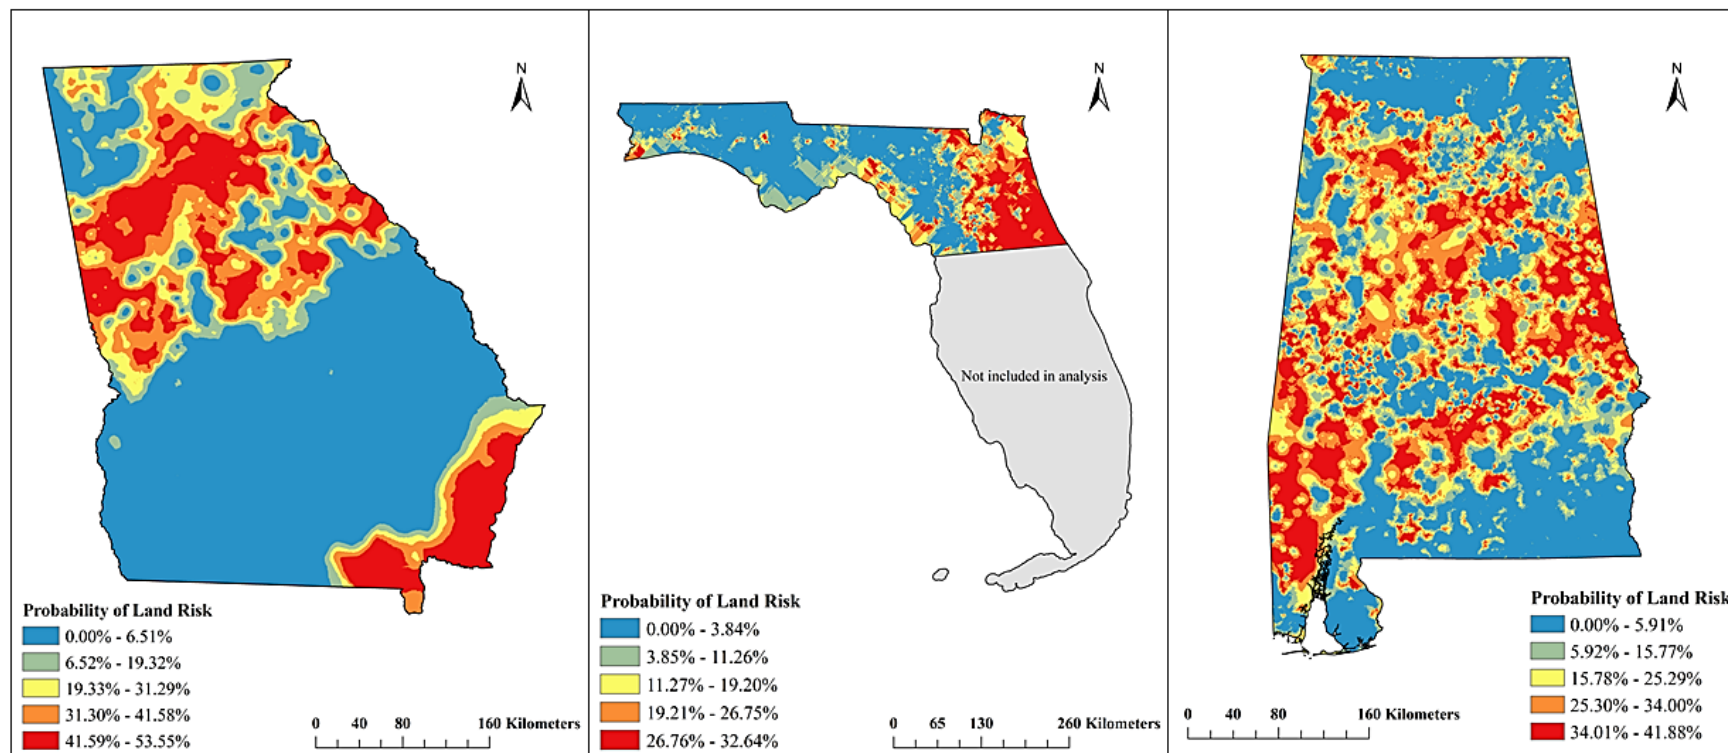 N
Probability of Land Risk
0.00% - 6.51%
6.52% - 19.32%
19.33% - 31.29%
31.30% - 41.58%
41.59% - 53.55%
0 40 80 160 Kilometers
N
Not included in analysis
Probability of Land Risk
0.00% - 3.84%
3.85% - 11.26%
11.27% - 19.20%
19.21% - 26.75%
26.76% - 32.64%
0 65 130 260 Kilometers
N
Probability of Land Risk
0.00% - 5.91%
5.92% - 15.77%
15.78% - 25.29%
25.30% - 34.00%
34.01% - 41.88%
0 40 80 160 Kilometers